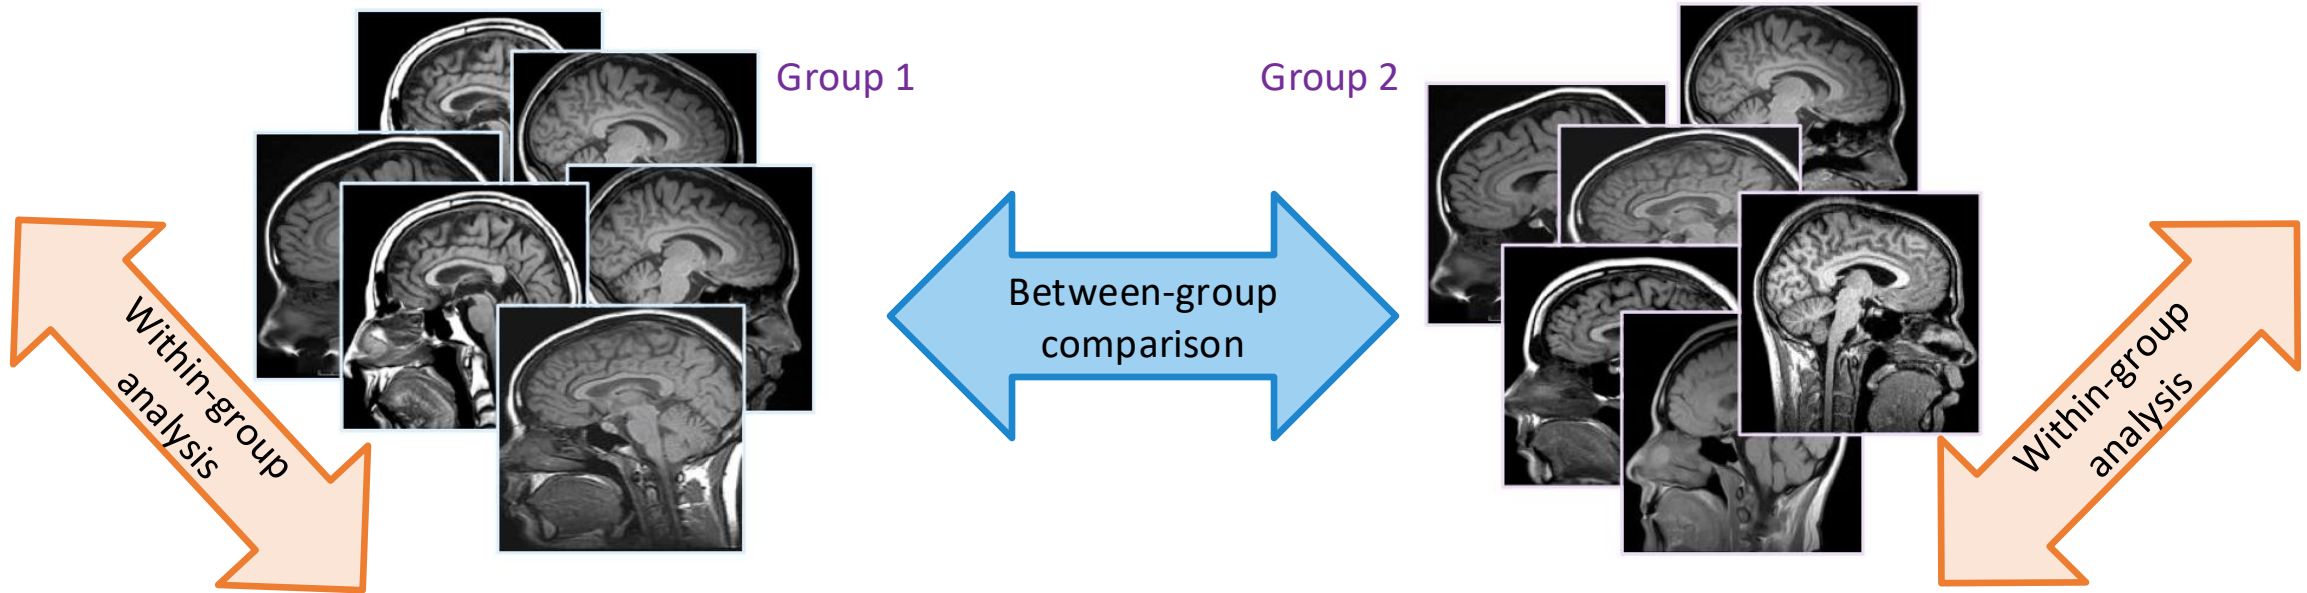 Group 1
Group 2
Between-group
comparison
Within-group
analysis
Within-group
analysis